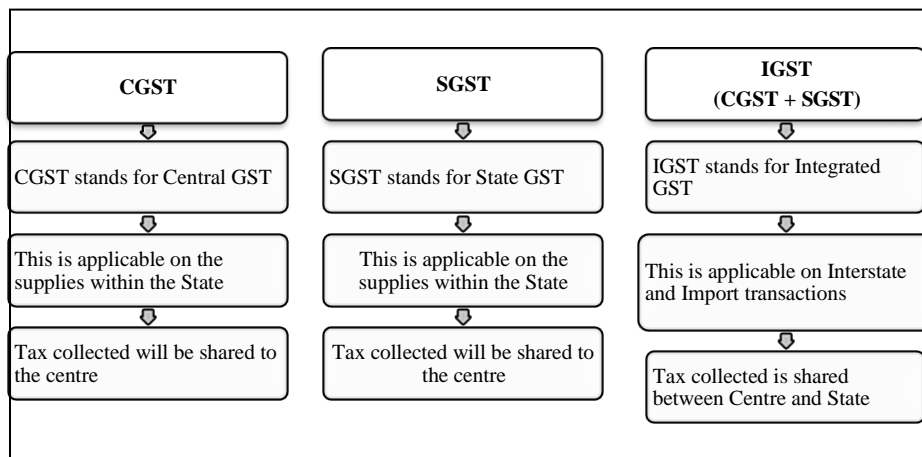 CGST
CGST stands for Central GST
This is applicable on the
supplies within the State
Tax collected will be shared to
the centre
SGST
SGST stands for State GST
This is applicable on the
supplies within the State
Tax collected will be shared to
the centre
IGST
(CGST + SGST)
IGST stands for Integrated
GST
This is applicable on Interstate
and Import transactions
Tax collected is shared
between Centre and State